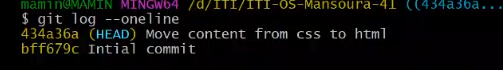 mamin@MAMIN MINGW64 /d/ITI/ITI-OS-Mansoura-41 ((434a36a...
$ git log --oneline
434a36a (HEAD) Move content from css to html
bff679c Intial commit